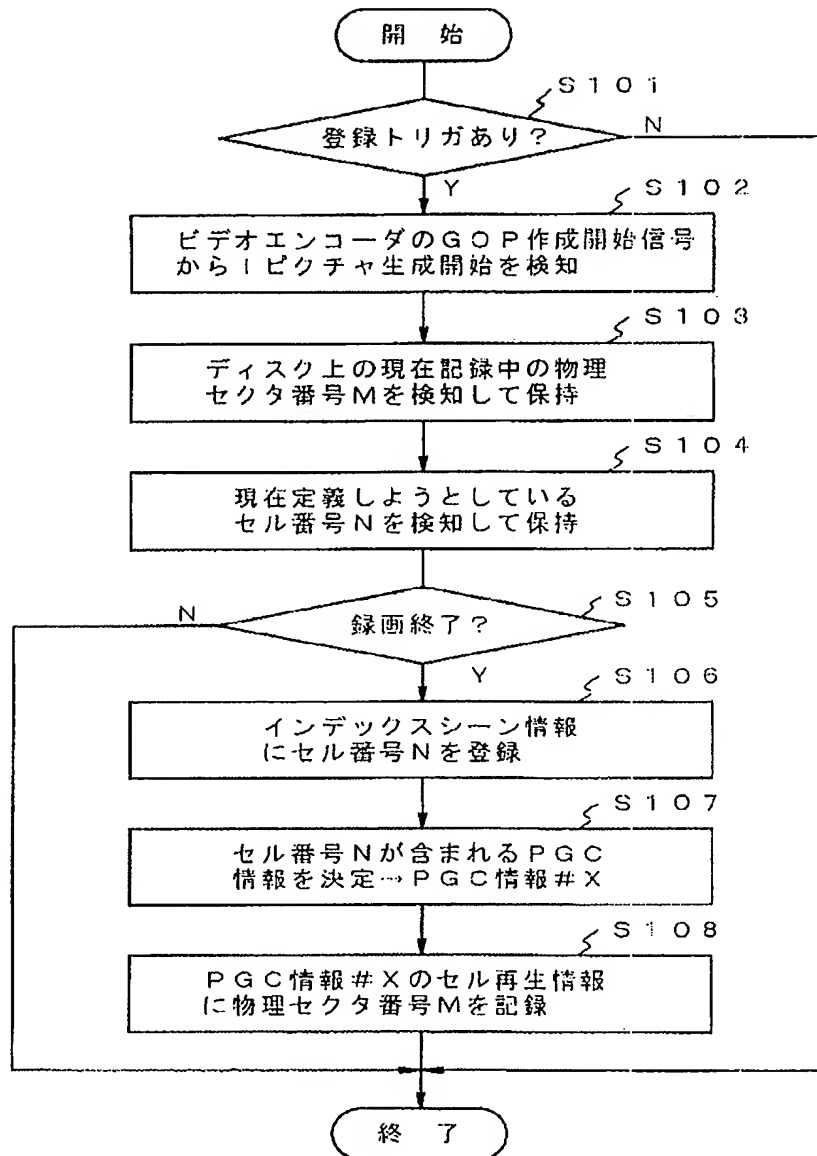 開 始
S101
登録トリガあり?
N
Y
S102
ビデオエンコーダのGOP作成開始信号
からIピクチャ生成開始を検知
S103
ディスク上の現在記録中の物理
セクタ番号Mを検知して保持
S104
現在定義しようとしている
セル番号Nを検知して保持
S105
N
録画終了?
Y
S106
インデックスシーン情報
にセル番号Nを登録
S107
セル番号Nが含まれるPGC
情報を決定→PGC情報#X
S108
PGC情報#Xのセル再生情報
に物理セクタ番号Mを記録
終 了